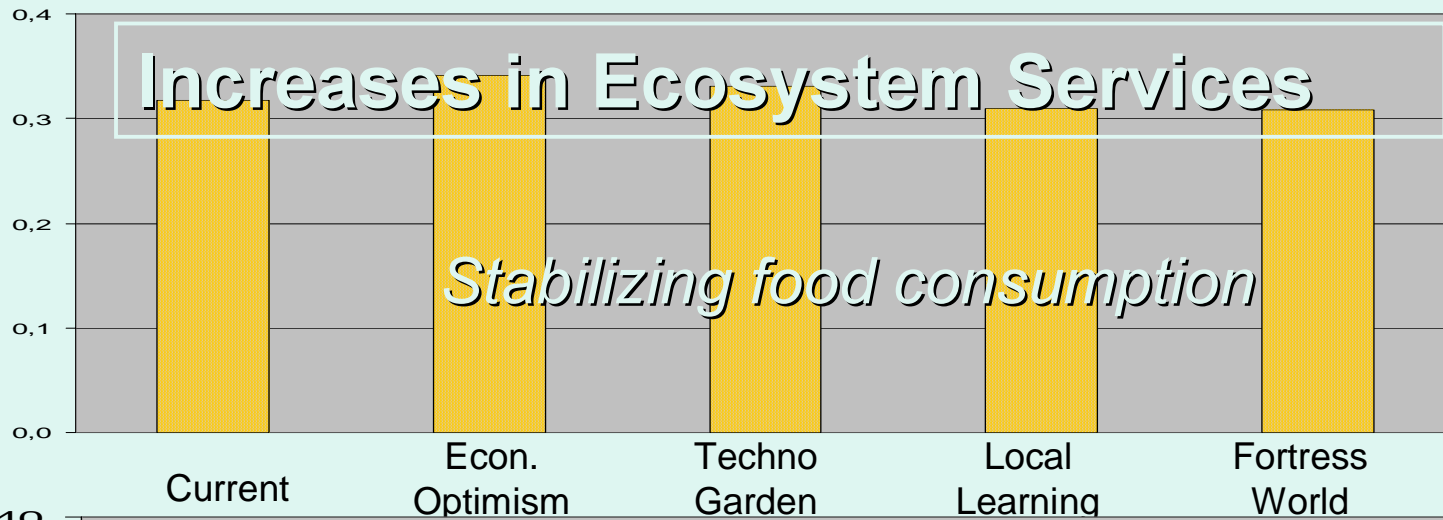 0,4
Increases in Ecosystem Services
0,3
0,2
Stabilizing food consumption
0,1
0,0
Current
Econ.
Optimism
Techno
Garden
Local
Learning
Fortress
World